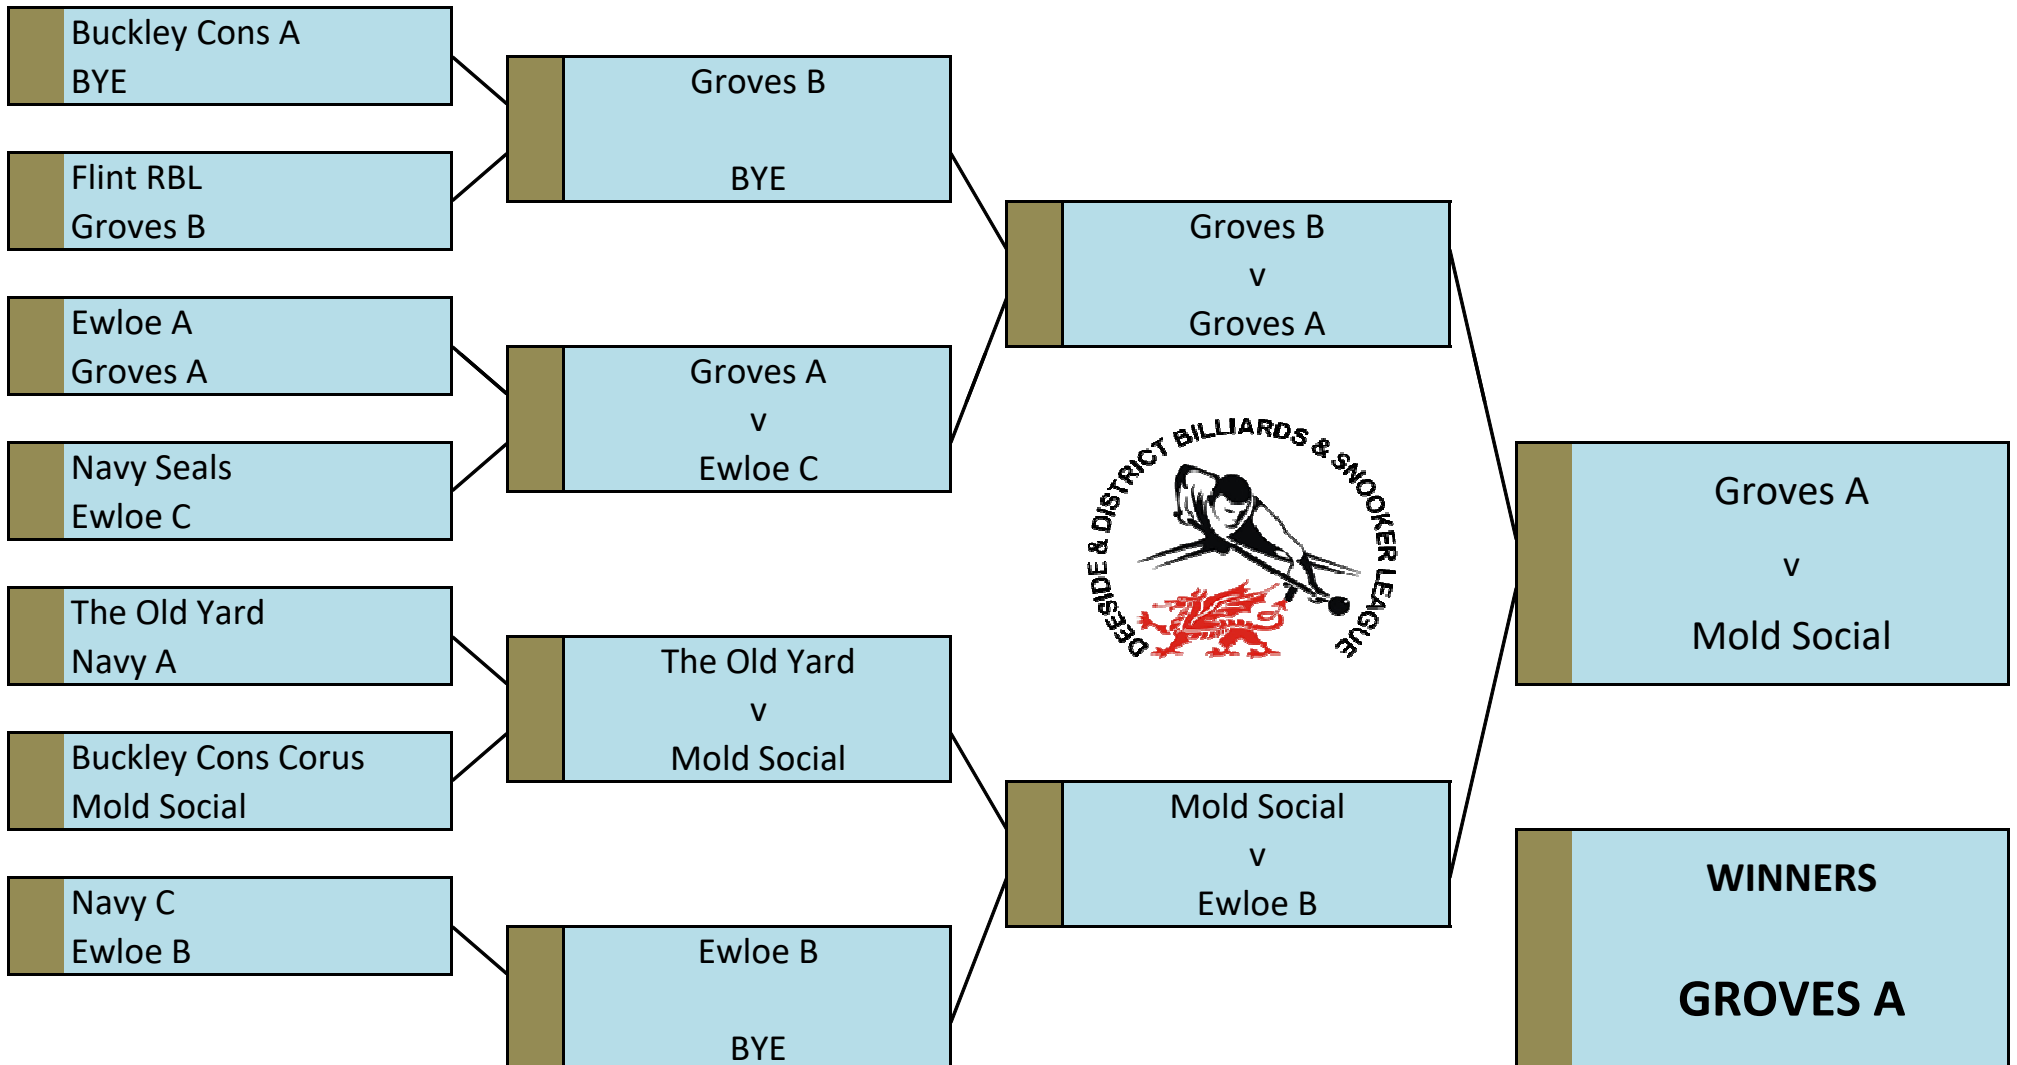 Buckley Cons A
BYE
Flint RBL
Groves B
Ewloe A
Groves A
Navy Seals
Ewloe C
The Old Yard
Navy A
Buckley Cons Corus
Mold Social
Navy C
Ewloe B
Groves B
BYE
Groves A
v
Ewloe C
The Old Yard
v
Mold Social
Ewloe B
BYE
Groves B
v
Groves A
DEESIDE & DISTRICT BILLIARDS & SNOOKER LEAGUE
Mold Social
v
Ewloe B
Groves A
v
Mold Social
WINNERS
GROVES A